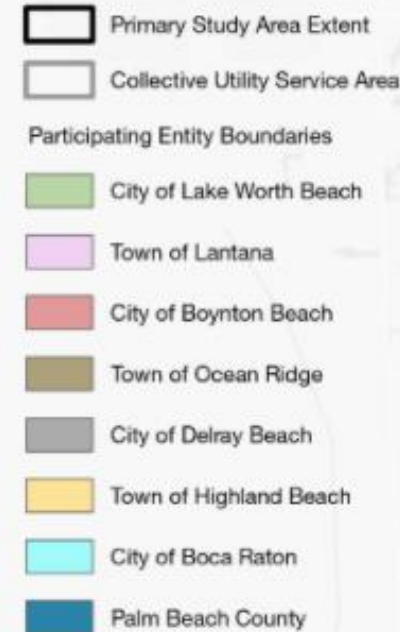 Primary Study Area Extent
Collective Utility Service Area
Participating Entity Boundaries
City of Lake Worth Beach
Town of Lantana
City of Boynton Beach
Town of Ocean Ridge
City of Delray Beach
Town of Highland Beach
City of Boca Raton
Palm Beach County